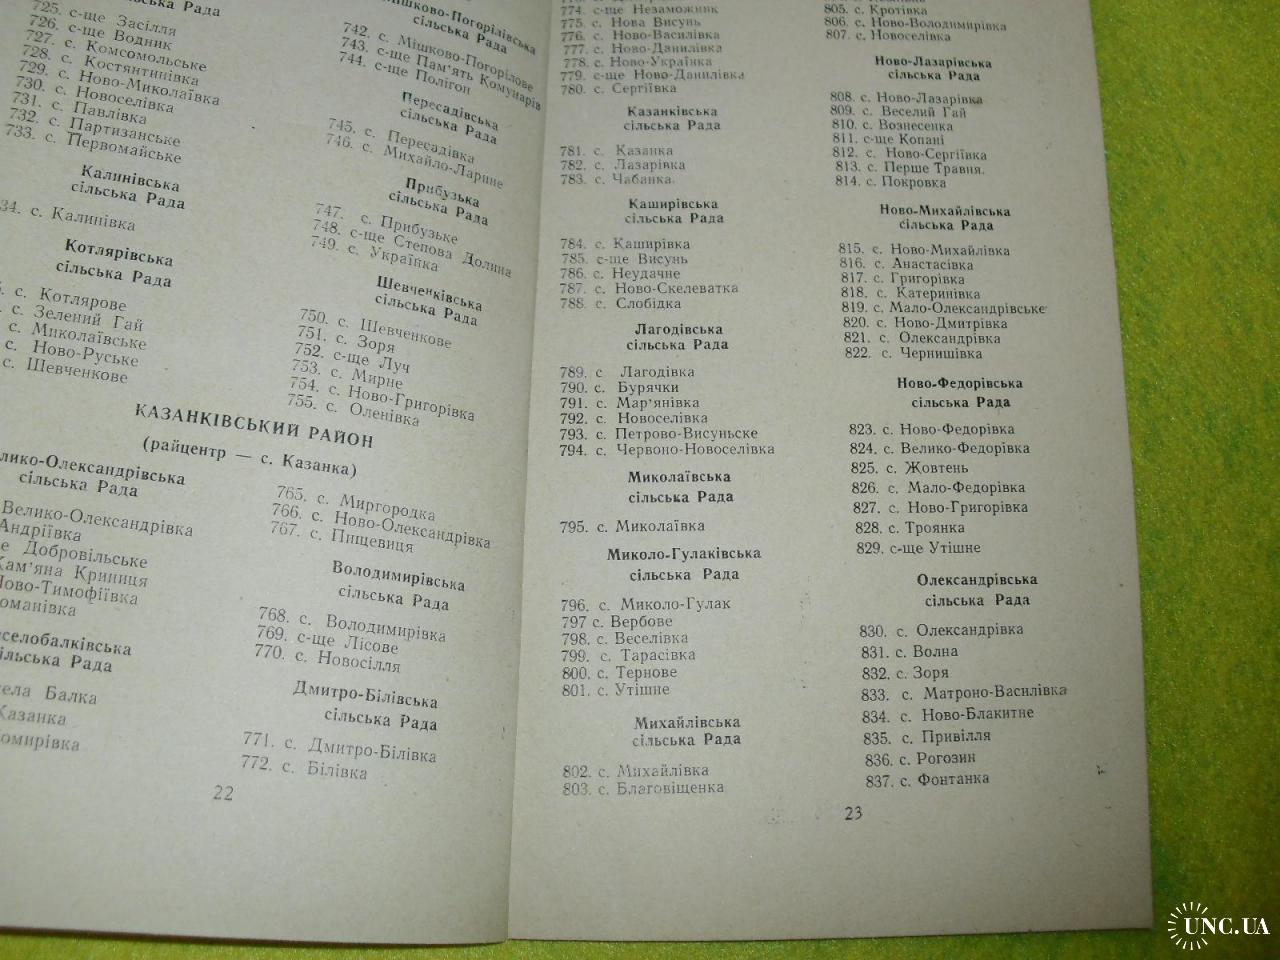 сільська Рада
725. с-ще Засілля
726. с-ще Водник
727. с. Комсомольське
728. с. Костянтинівка
729. с. Ново-Миколаївка
730. с. Новоселівка
731. с. Павлівка
732. с. Партизанське
733. с. Первомайське
Калинівська
сільська Рада
34. с. Калинівка
Котлярівська
сільська Рада
с. Котлярове
с. Зелений Гай
с. Миколаївське
с. Ново-Руське
с. Шевченкове
Мішково-Погорілівська
сільська Рада
742. с. Мішково-Погорілове
743. с-ще Пам'ять Комунарів
744. с-ще Полігон
Пересадівська
сільська Рада
745. с. Пересадівка
746. с. Михайло-Ларине
Прибузька
сільська Рада
747. с. Прибузьке
748. с-ще Степова Долина
749. с. Українка
Шевченківська
сільська Рада
750. с. Шевченкове
751. с. Зоря
752. с-ще Луч
753. с. Мирне
754. с. Ново-Григорівка
755. с. Оленівка
КАЗАНКІВСЬКИЙ РАЙОН
(райцентр — с. Казанка)
лико-Олександрівська
сільська Рада
Велико-Олександрівка
Андріївка
е Добровільське
Кам'яна Криниця
Ново-Тимофіївка
оманівка
селобалківська
ільська Рада
села Балка
Казанка
омирівка
765. с. Миргородка
766. с. Ново-Олександрівка
767. с. Пищевиця
Володимирівська
сільська Рада
768. с. Володимирівка
769. с-ще Лісове
770. с. Новосілля
Дмитро-Білівська
сільська Рада
771. с. Дмитро-Білівка
772. с. Білівка
22
774. с-ще Незаможник
775. с. Нова Висунь
776. с. Ново-Василівка
777. с. Ново-Данилівка
778. с. Ново-Українка
779. с-ще Ново-Данилівка
780. с. Сергіївка
Казанківська
сільська Рада
781. с. Казанка
782. с. Лазарівка
783. с. Чабанка.
Каширівська
сільська Рада
784. с. Каширівка
785. с-ще Висунь
786. с. Неудачне
787. с. Ново-Скелеватка
788. с. Слобідка
Лагодівська
сільська Рада
789. с Лагодівка
790. с. Бурячки
791. с. Мар'янівка
792. с. Новоселівка
793. с. Петрово-Висуньске
794. с. Червоно-Новоселівка
Миколаївська
сільська Рада
795. с. Миколаївка
Миколо-Гулаківська
сільська Рада
796. с. Миколо-Гулак
797 с. Вербове
798. с. Веселівка
799. с. Тарасівка
800. с. Тернове
801. с. Утішне
Михайлівська
сільська Рада
802. с. Михайлівка
803. с. Благовіщенка
805. с. Кротівка
806. с. Ново-Володимирівка
807. с. Новоселівка
Ново-Лазарівська
сільська Рада
808. с. Ново-Лазарівка
809. с. Веселий Гай
810. с. Вознесенка
811. с-ще Копані
812. с. Ново-Сергіївка
813. с. Перше Травня.
814. с. Покровка
Ново-Михайлівська
сільська Рада
815. с. Ново-Михайлівка
816. с. Анастасівка
817. с. Григорівка
818. с. Катеринівка
819. с. Мало-Олександрівське
820. с. Ново-Дмитрівка
821. с. Олександрівка
822. с. Чернишівка
Ново-Федорівська
сільська Рада
823. с. Ново-Федорівка
824. с. Велико-Федорівка
825. с. Жовтень
826. с. Мало-Федорівка
827. с. Ново-Григорівка
828. с. Троянка
829. с-ще Утішне
Олександрівська
сільська Рада
830. с. Олександрівка
831. с. Волна
832. с. Зоря
833. с. Матроно-Василівка
834. с. Ново-Блакитне
835. с. Привілля
836. с. Рогозин
837. с. Фонтанка
23
UNC.UA